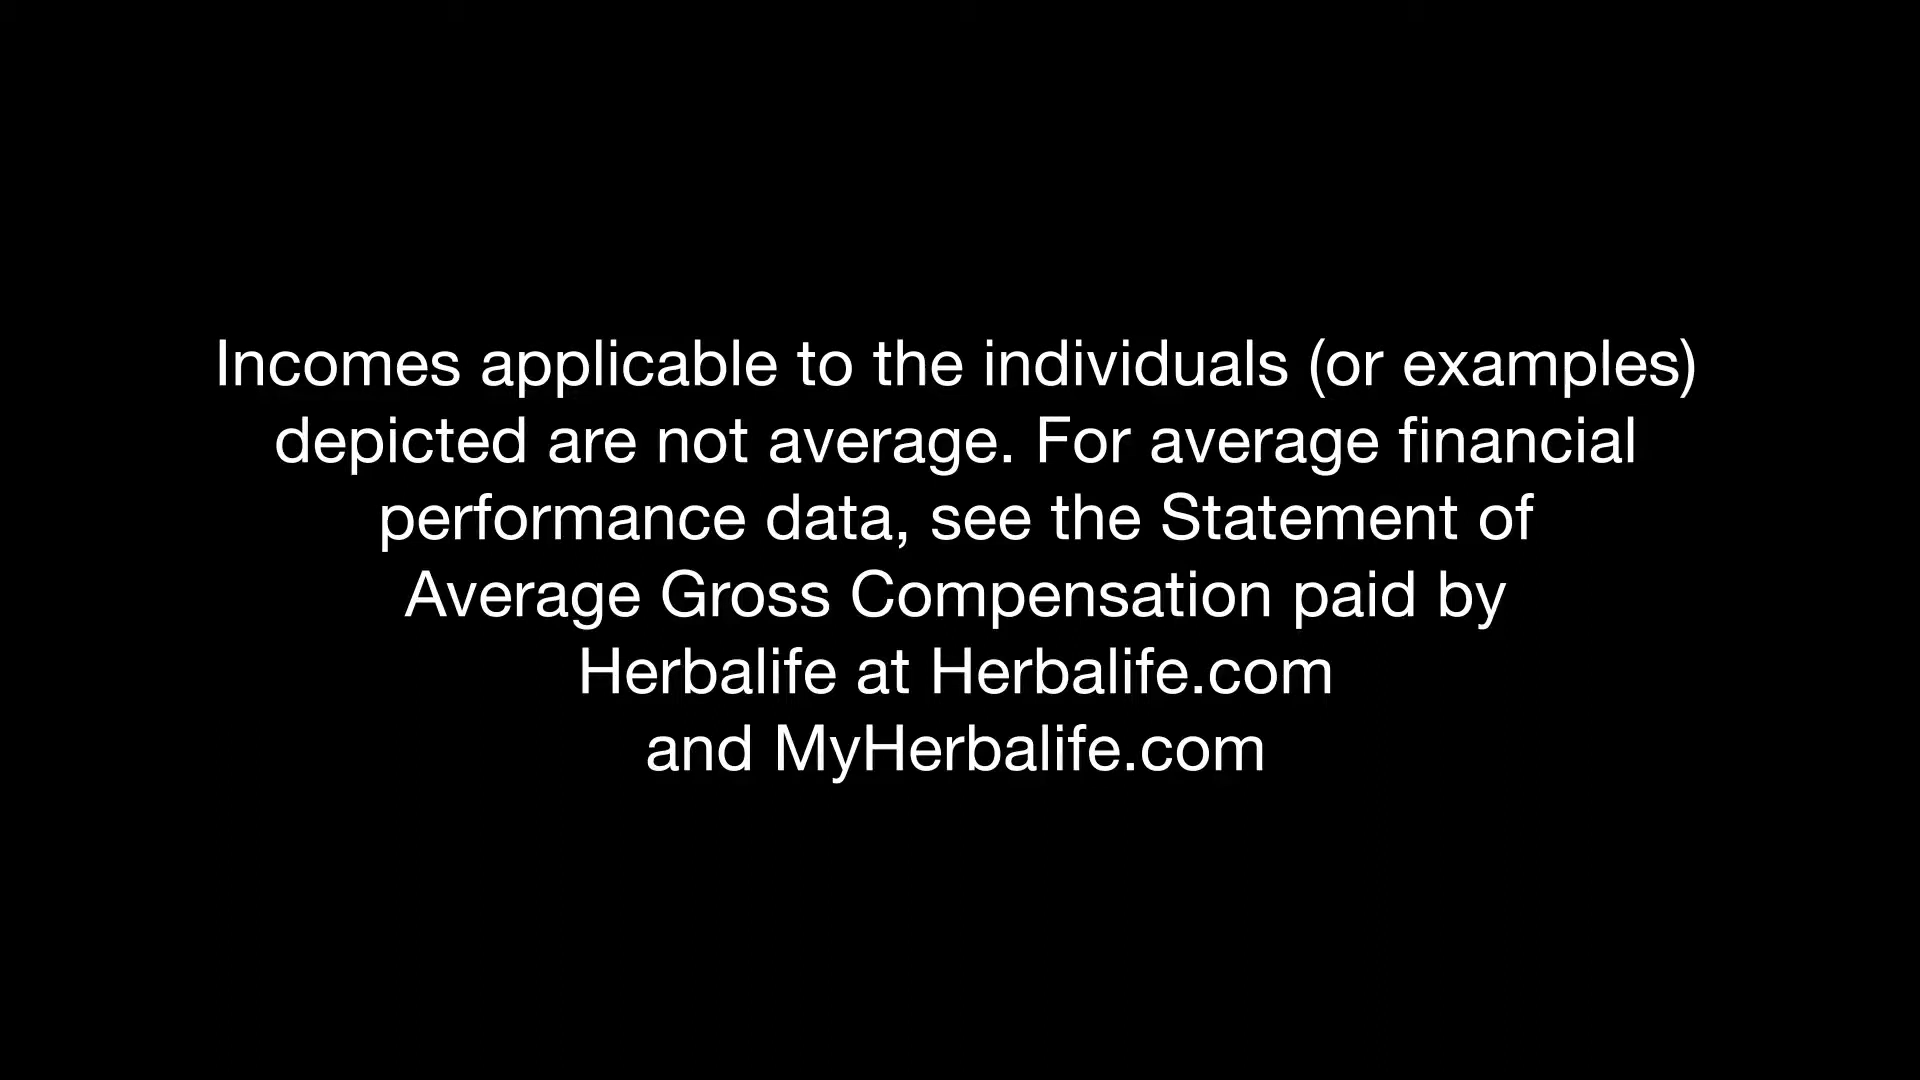 Incomes applicable to the individuals (or examples)
depicted are not average. For average financial
performance data, see the Statement of
Average Gross Compensation paid by
Herbalife at Herbalife.com
and MyHerbalife.com